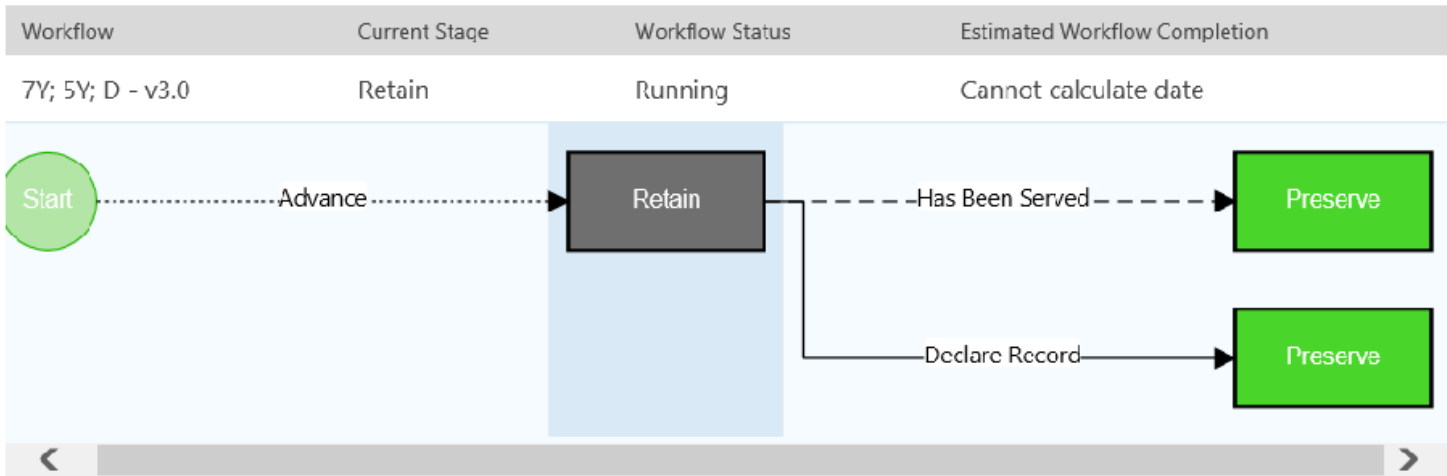 Workflow Current Stage Workflow Status Estimated Workflow Completion
7Y; 5Y; D - v3.0 Retain Running Cannot calculate date
Start Advance Retain Has Been Served Preserve
Declare Record Preserve